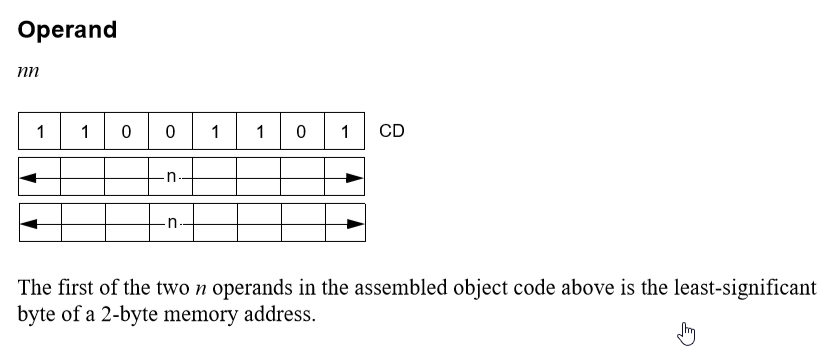 Operand
nn
1 1 0 0 1 1 0 1 CD
n
n
The first of the two n operands in the assembled object code above is the least-significant
byte of a 2-byte memory address.